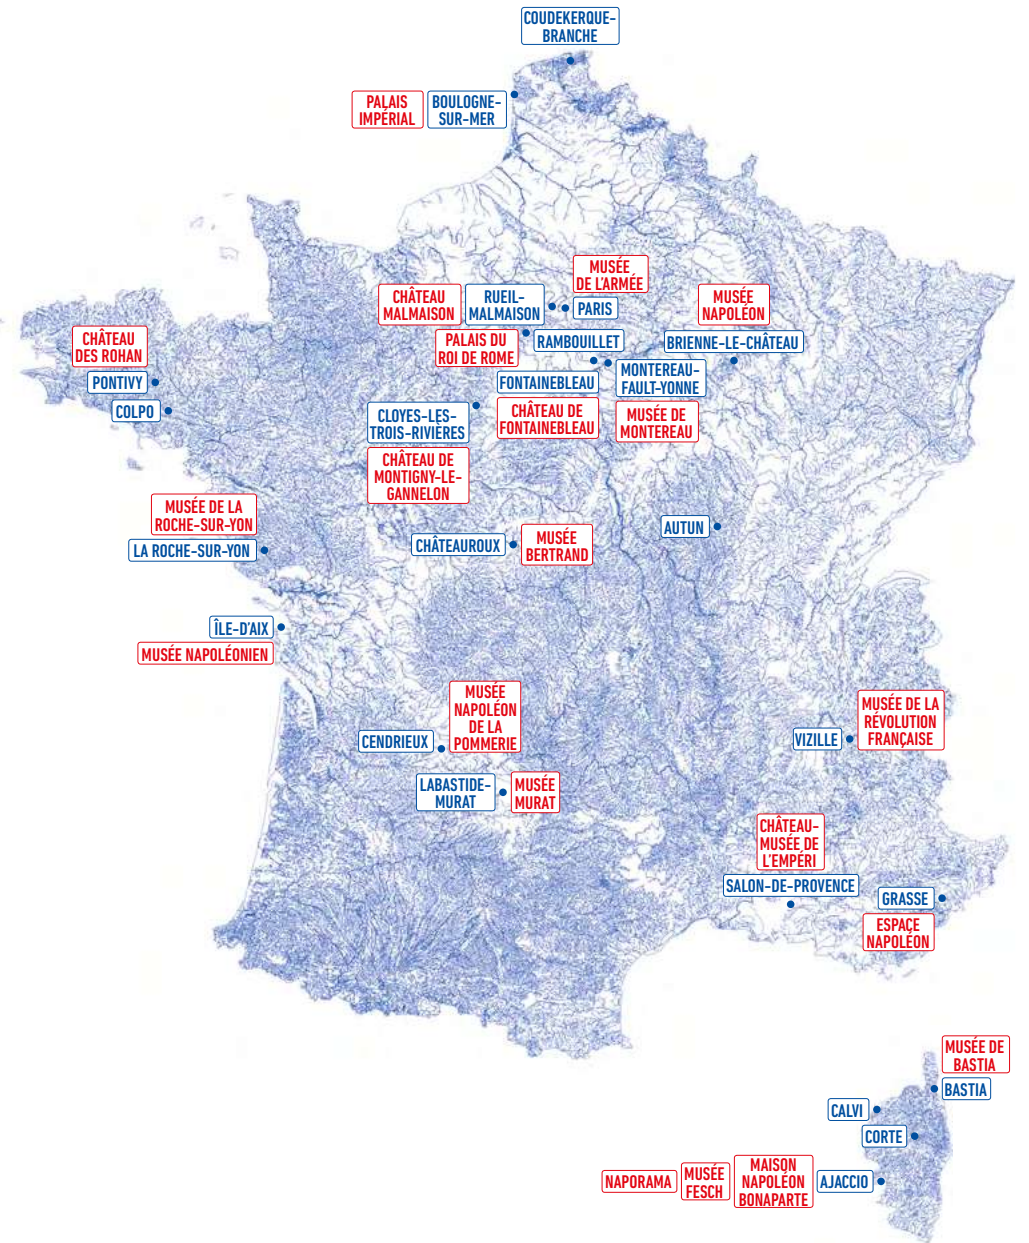 COUDEKERQUE-
BRANCHE
PALAIS
IMPÉRIAL
BOULOGNE-
SUR-MER
MUSÉE
DE L'ARMÉE
CHÂTEAU
MALMAISON
RUEIL-
MALMAISON
PARIS
MUSÉE
NAPOLÉON
CHÂTEAU
DES ROHAN
PALAIS DU
ROI DE ROME
RAMBOUILLET
BRIENNE-LE-CHÂTEAU
PONTIVY
FONTAINEBLEAU
MONTEREAU-
FAULT-YONNE
COLPO
CLOYES-LES-
TROIS-RIVIÈRES
CHÂTEAU DE
FONTAINEBLEAU
MUSÉE DE
MONTEREAU
CHÂTEAU DE
MONTIGNY-LE-
GANNELON
MUSÉE DE LA
ROCHE-SUR-YON
LA ROCHE-SUR-YON
CHÂTEAUROUX
MUSÉE
BERTRAND
AUTUN
ÎLE-D'AIX
MUSÉE NAPOLÉONIEN
CENDRIEUX
MUSÉE
NAPOLÉON
DE LA
POMMERIE
VIZILLE
MUSÉE DE LA
RÉVOLUTION
FRANÇAISE
LABASTIDE-
MURAT
MUSÉE
MURAT
CHÂTEAU-
MUSÉE DE
L'EMPÉRI
SALON-DE-PROVENCE
GRASSE
ESPACE
NAPOLÉON
MUSÉE DE
BASTIA
BASTIA
CALVI
CORTE
NAPORAMA
MUSÉE
FESCH
MAISON
NAPOLÉON
BONAPARTE
AJACCIO